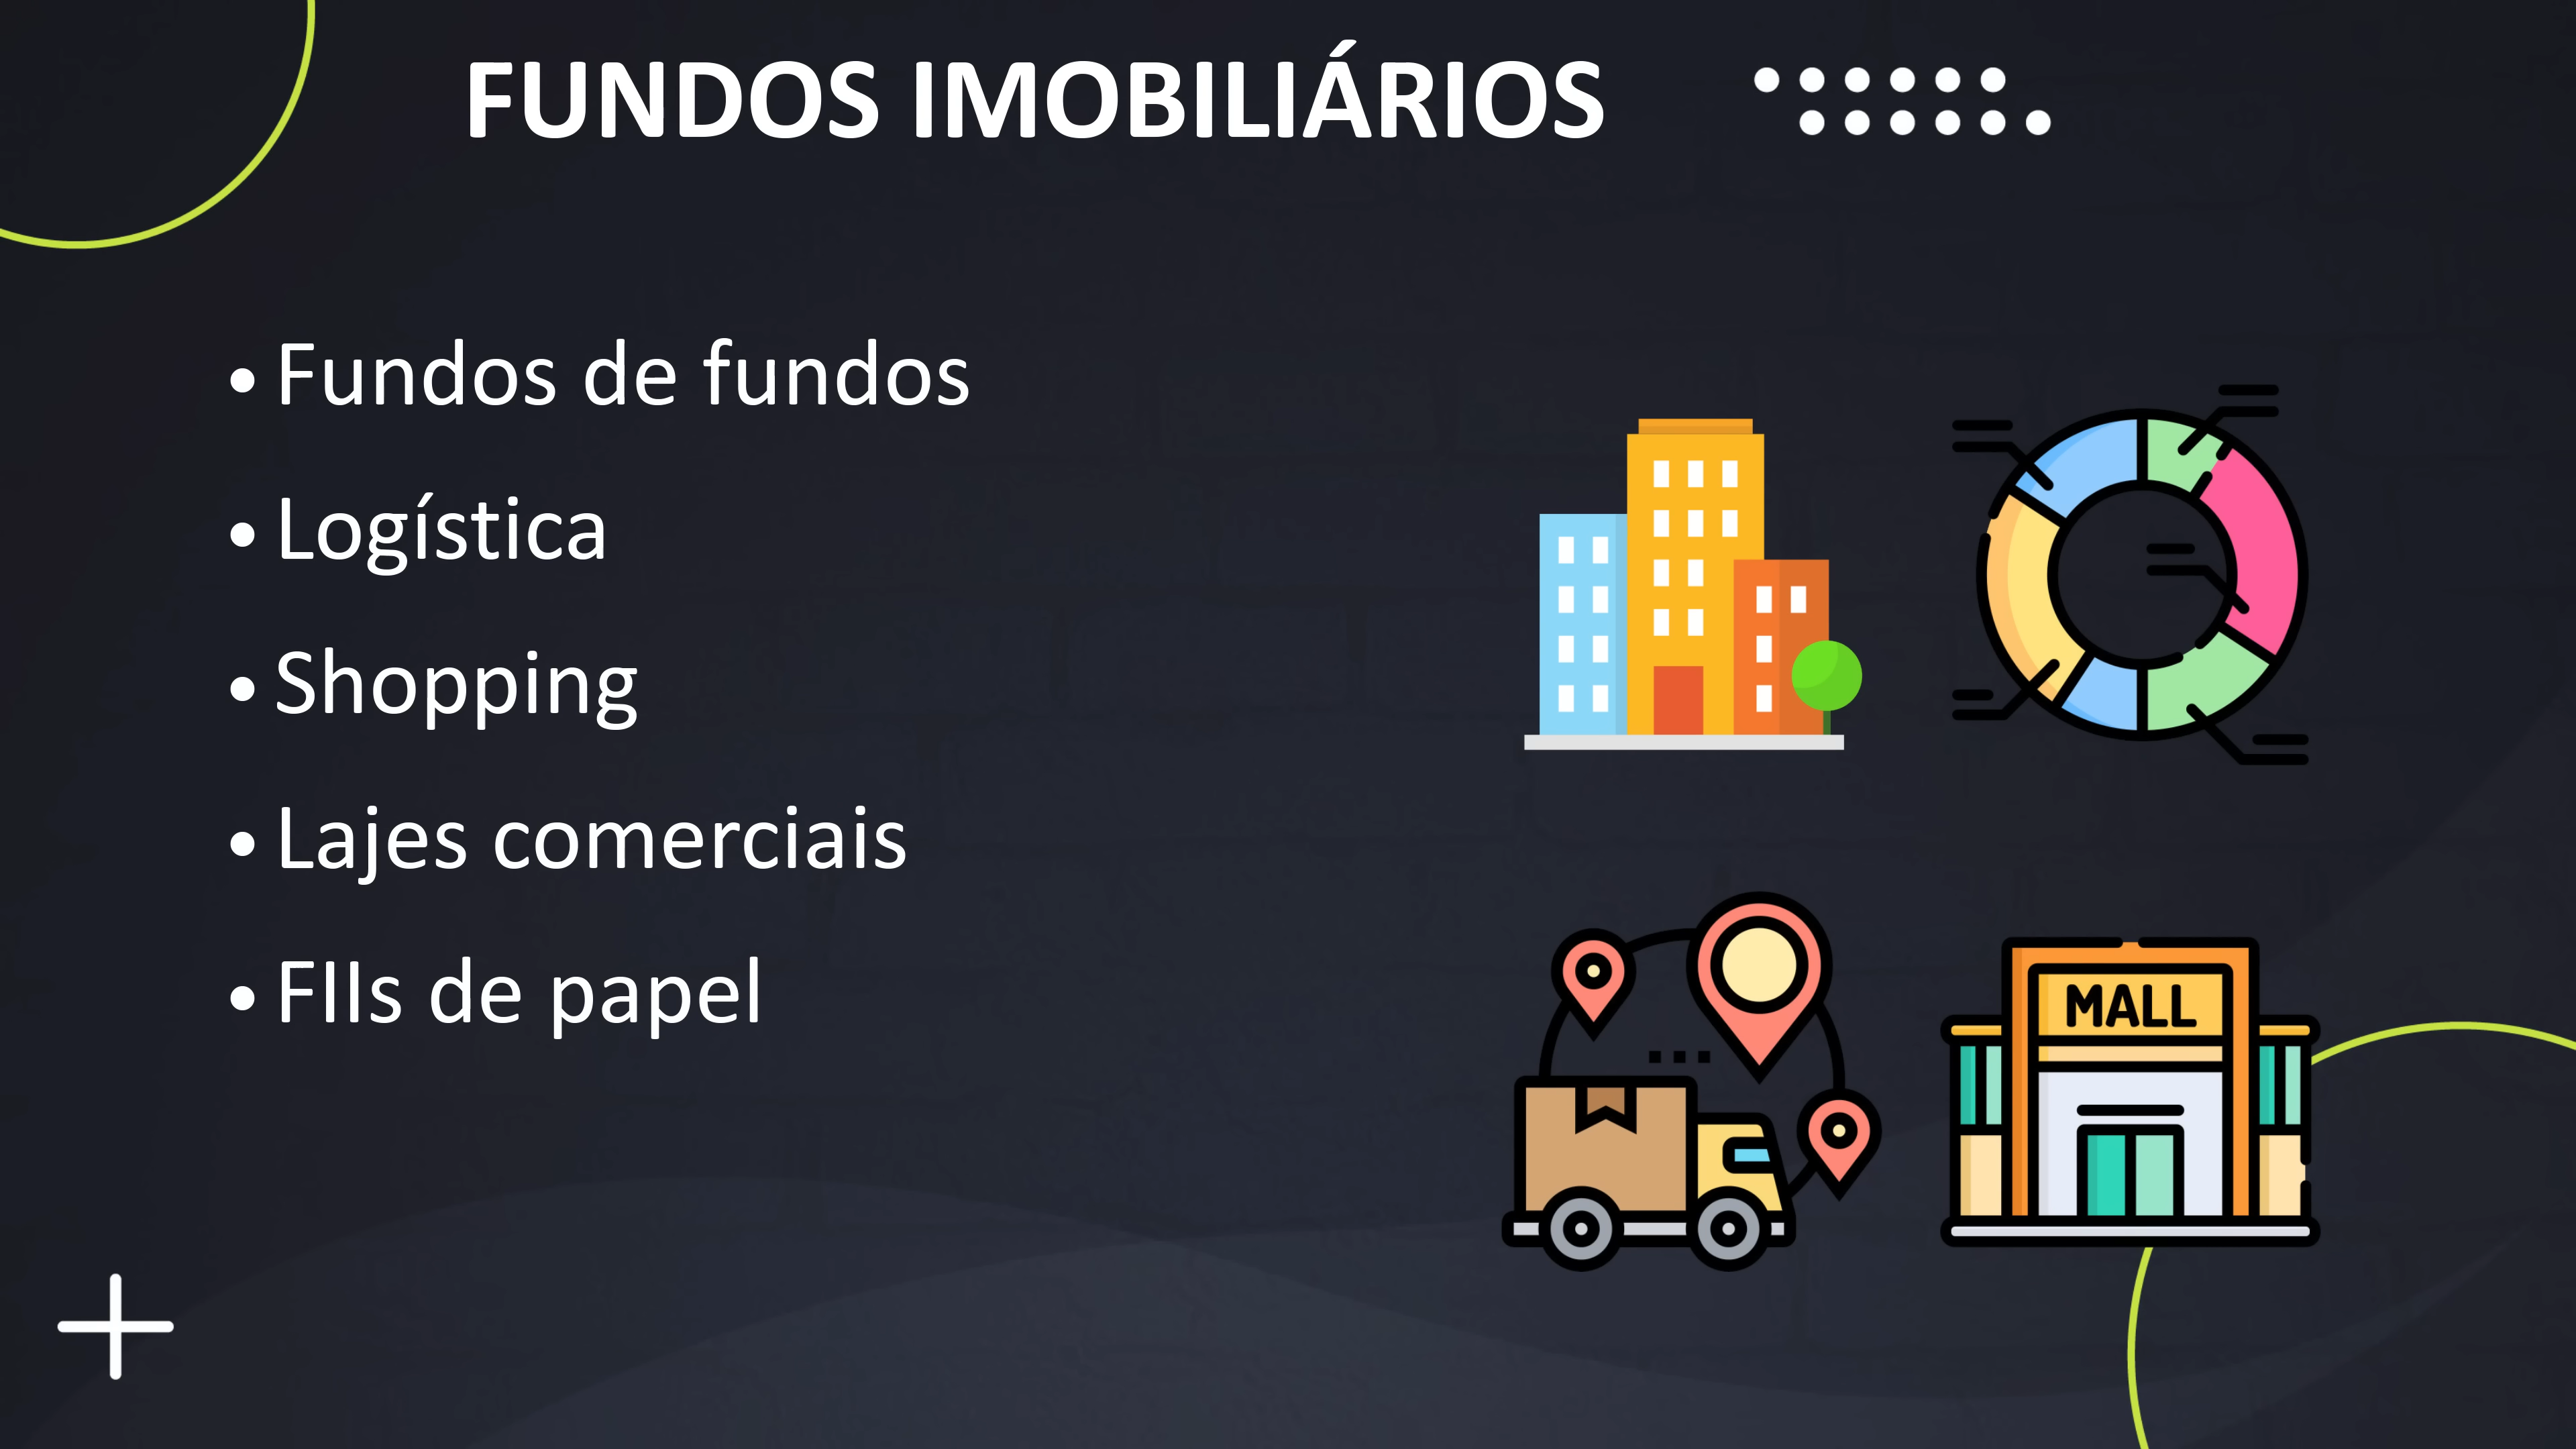 FUNDOS IMOBILIÁRIOS
• Fundos de fundos
• Logística
• Shopping
• Lajes comerciais
• FIIs de papel
MALL